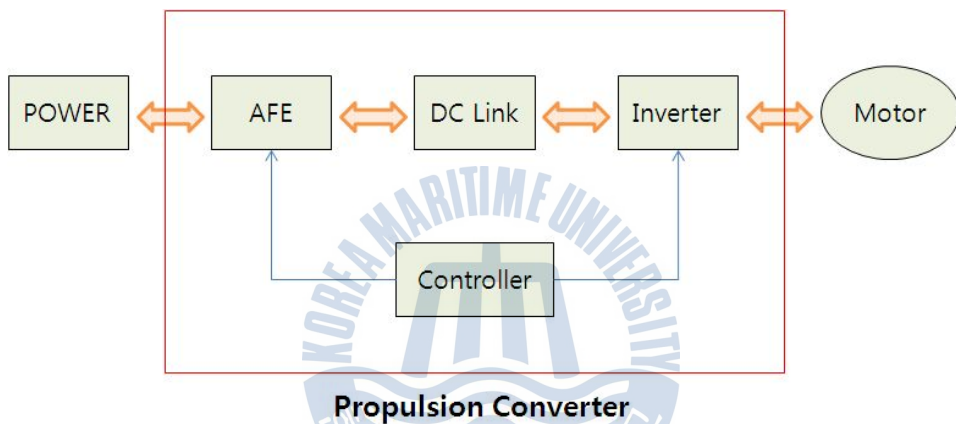 POWER
AFE
DC Link
Inverter
Motor
Controller
KOREA MARITIME UNIVERSITY
Propulsion Converter